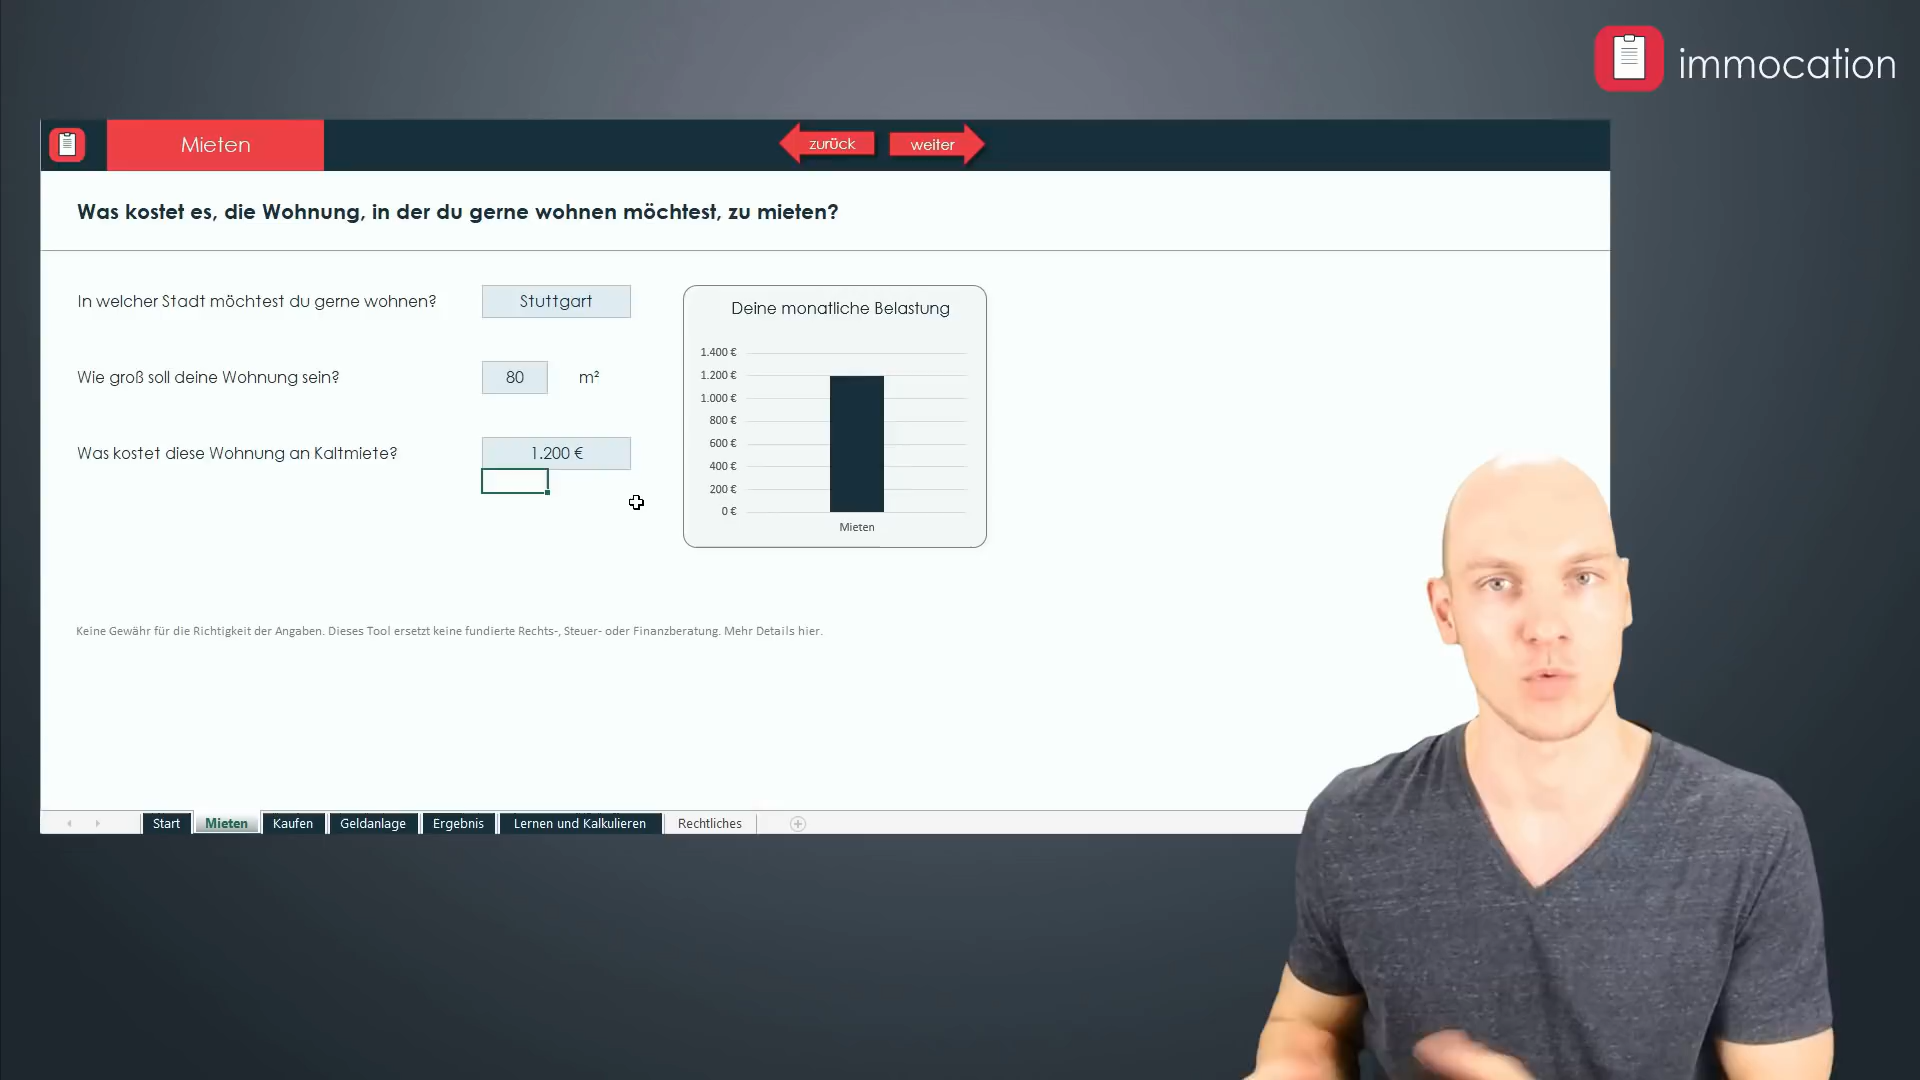 immocation
Mieten
zurück
weiter
Was kostet es, die Wohnung, in der du gerne wohnen möchtest, zu mieten?
In welcher Stadt möchtest du gerne wohnen?
Stuttgart
Wie groß soll deine Wohnung sein?
80
m²
Was kostet diese Wohnung an Kaltmiete?
1.200 €
Deine monatliche Belastung
1.400 €
1.200 €
1.000 €
800 €
600 €
400 €
200 €
0 €
Mieten
Keine Gewähr für die Richtigkeit der Angaben. Dieses Tool ersetzt keine fundierte Rechts-, Steuer- oder Finanzberatung. Mehr Details hier.
Start
Mieten
Kaufen
Geldanlage
Ergebnis
Lernen und Kalkulieren
Rechtliches